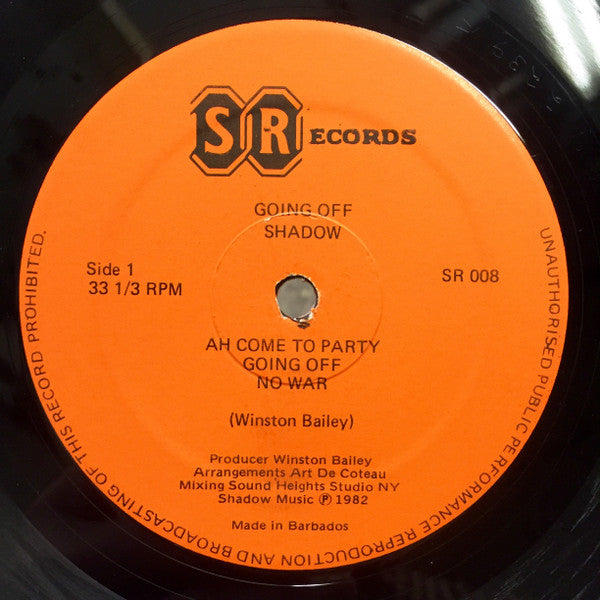 SRECORDS
GOING OFF
SHADOW
Side 1
33 1/3 RPM
SR 008
AH COME TO PARTY
GOING OFF
NO WAR
(Winston Bailey)
Producer Winston Bailey
Arrangements Art De Coteau
Mixing Sound Heights Studio NY
Shadow Music ℗ 1982
Made in Barbados
UNAUTHORISED PUBLIC PERFORMANCE REPRODUCTION AND BROADCASTING OF THIS RECORD PROHIBITED.